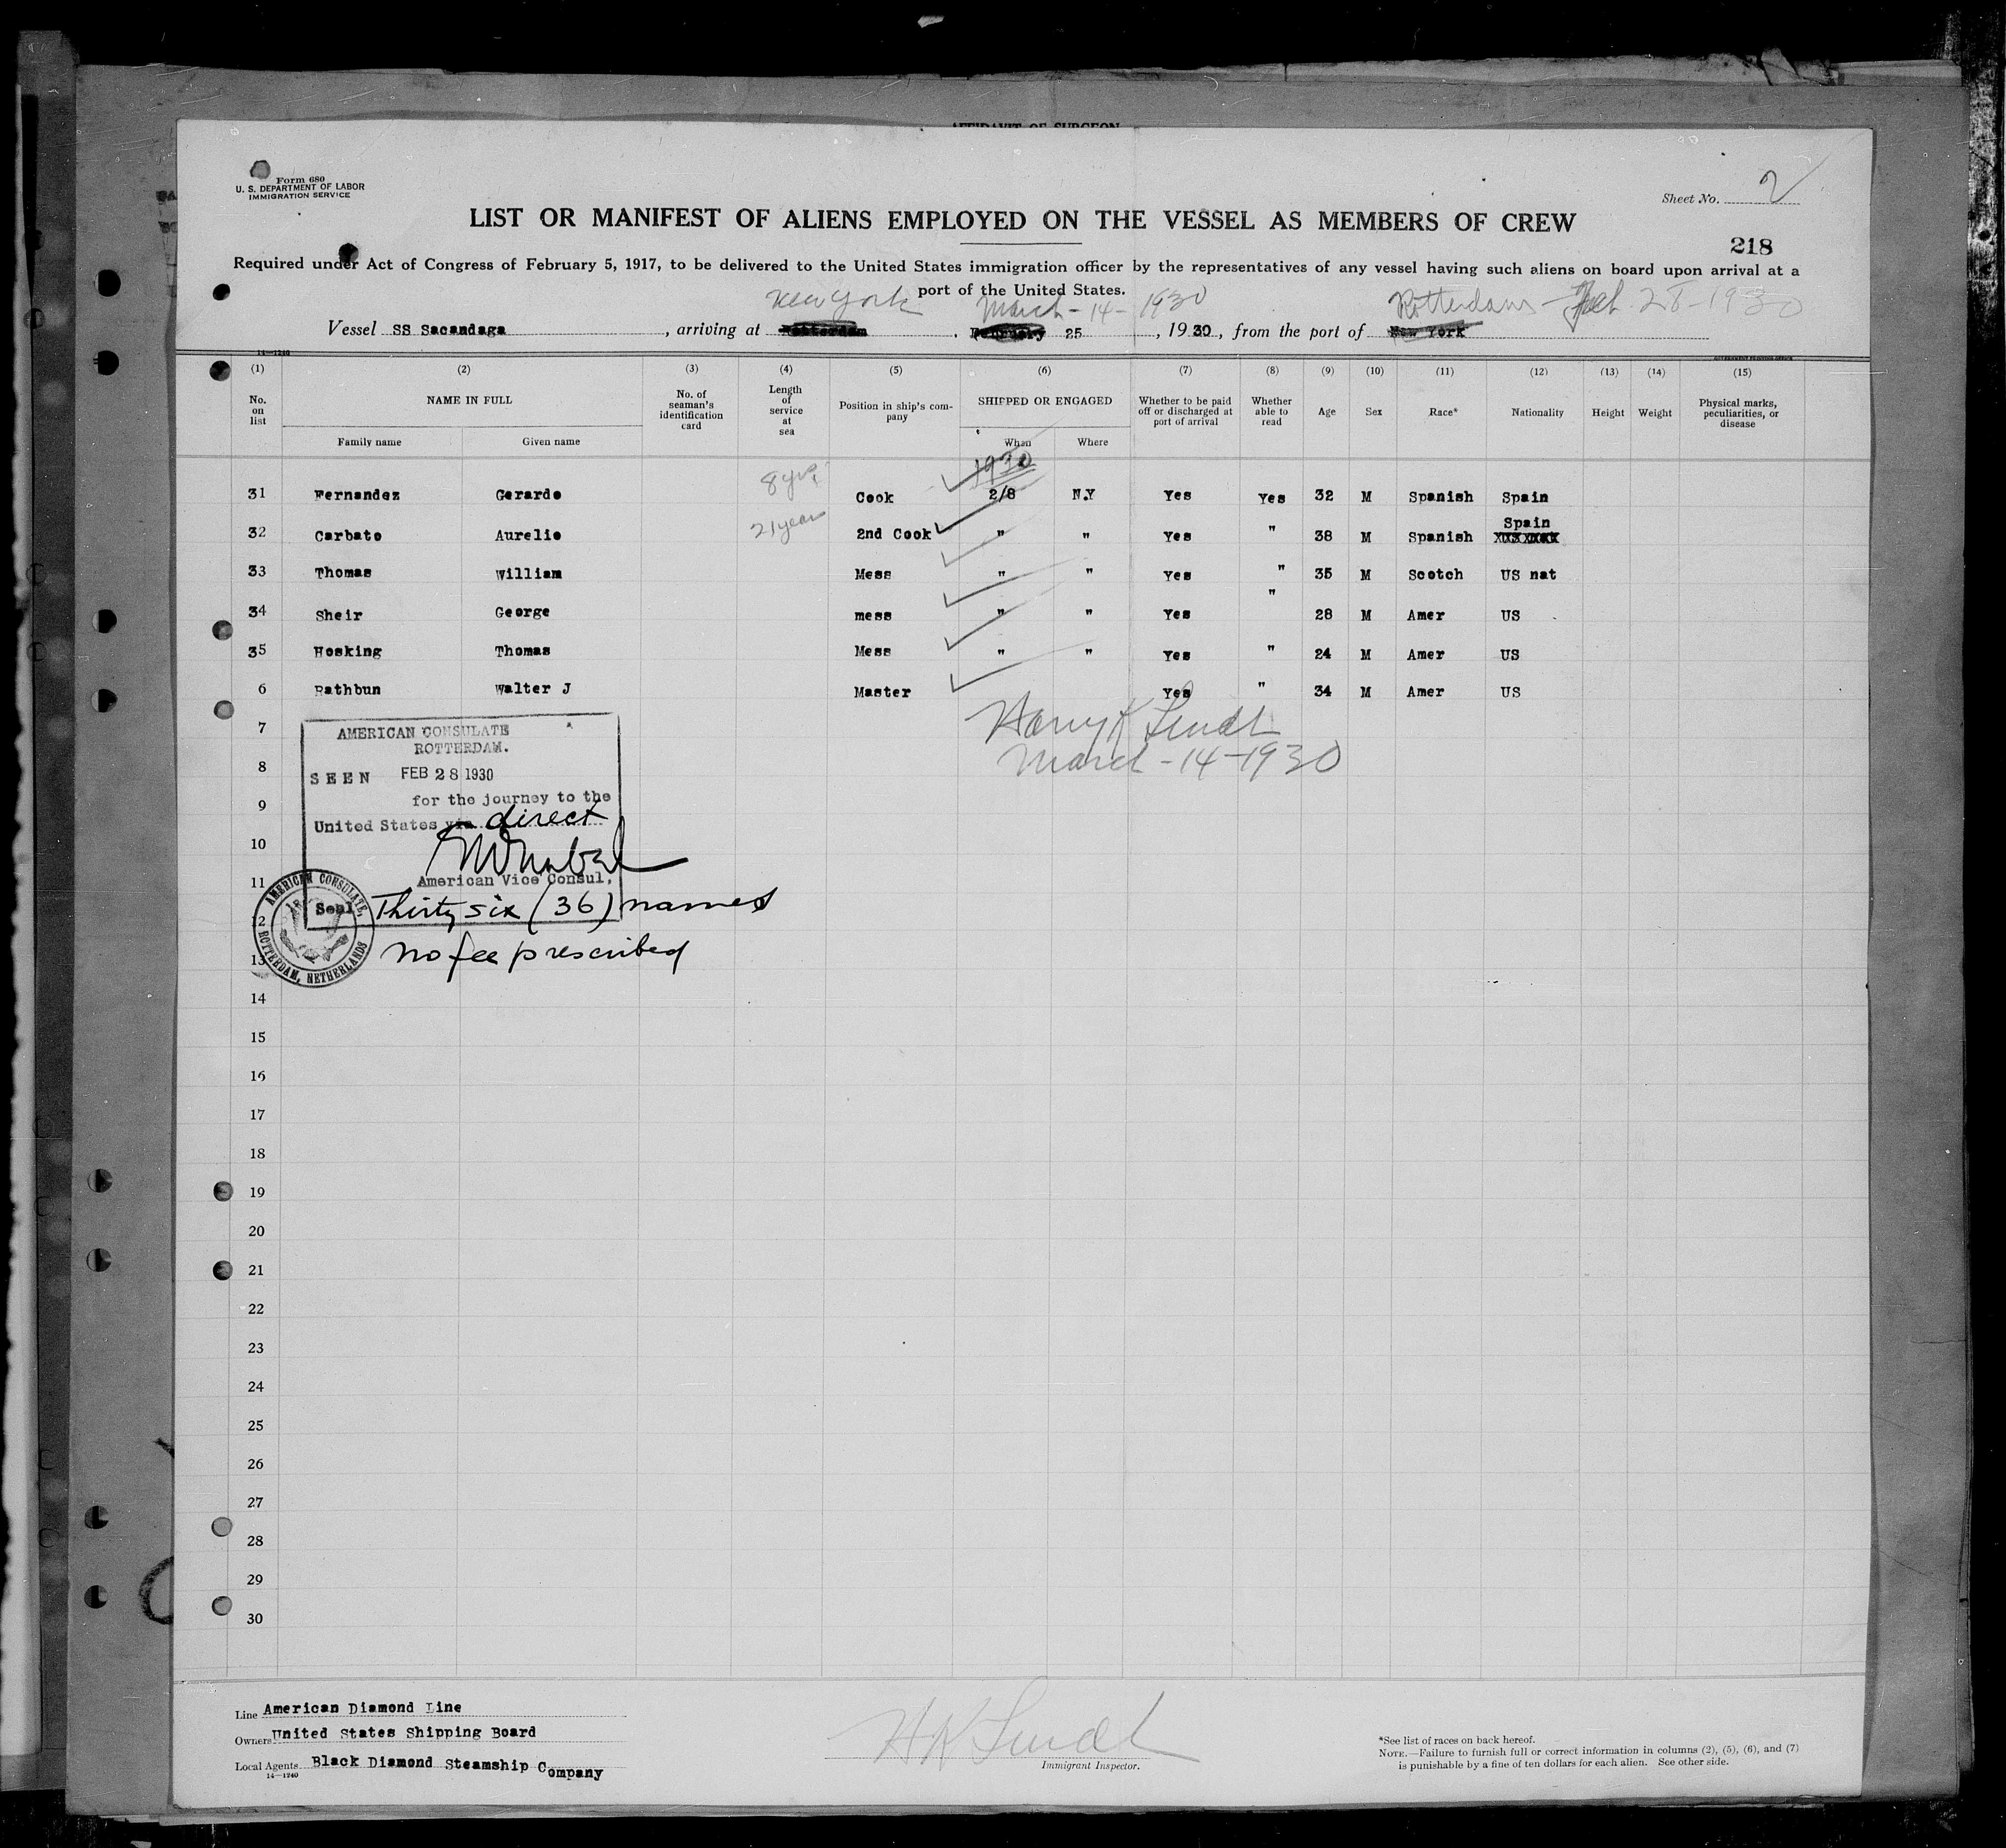 AFFIDAVIT OF SURGEON
Form 680
U. S. DEPARTMENT OF LABOR
IMMIGRATION SERVICE
Sheet No. 2
LIST OR MANIFEST OF ALIENS EMPLOYED ON THE VESSEL AS MEMBERS OF CREW
218
Required under Act of Congress of February 5, 1917, to be delivered to the United States immigration officer by the representatives of any vessel having such aliens on board upon arrival at a
port of the United States.
New York March - 14 - 1930 Rotterdam - Feb. 28-1930
Vessel SS Sacandaga, arriving at Rotterdam, February 25, 1930, from the port of New York
14—1240
GOVERNMENT PRINTING OFFICE
(1) (2) (3) (4) (5) (6) (7) (8) (9) (10) (11) (12) (13) (14) (15)
No. on list NAME IN FULL No. of seaman's identification card Length of service at sea Position in ship's company SHIPPED OR ENGAGED Whether to be paid off or discharged at port of arrival Whether able to read Age Sex Race* Nationality Height Weight Physical marks, peculiarities, or disease
Family name Given name When Where
1930
31 Fernandez Gerardo 8 yrs. Cook 2/8 N.Y Yes Yes 32 M Spanish Spain
Spain
32 Carbato Aurelio 21 years 2nd Cook " " Yes " 38 M Spanish
33 Thomas William Mess " " Yes " 35 M Scotch US nat
34 Sheir George mess " " Yes " 28 M Amer US
35 Hosking Thomas Mess " " Yes " 24 M Amer US
6 Rathbun Walter J Master Yes " 34 M Amer US
7
8
9
10
11
12
13
14
15
16
17
18
19
20
21
22
23
24
25
26
27
28
29
30
Harry K Lindt
March - 14 - 1930
AMERICAN CONSULATE
ROTTERDAM.
SEEN FEB 28 1930
for the journey to the
United States via direct
American Vice Consul,
Seal Thirty six (36) names
no fee prescribed
AMERICAN CONSULATE, ROTTERDAM, NETHERLANDS
Line American Diamond Line
Owners United States Shipping Board
Local Agents Black Diamond Steamship Company
14—1240
H K Lindt
Immigrant Inspector.
*See list of races on back hereof.
NOTE.—Failure to furnish full or correct information in columns (2), (5), (6), and (7)
is punishable by a fine of ten dollars for each alien. See other side.